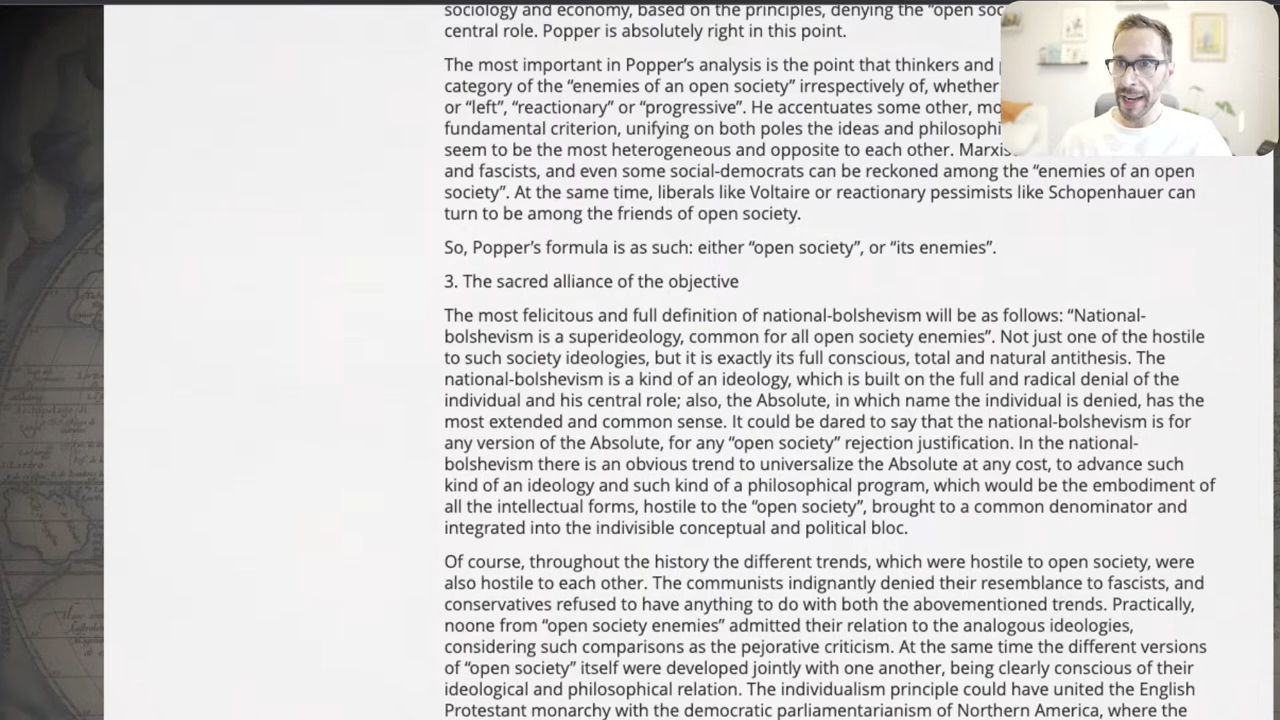 sociology and economy, based on the principles, denying the “open soc
central role. Popper is absolutely right in this point.
The most important in Popper’s analysis is the point that thinkers and
category of the “enemies of an open society” irrespectively of, whether
or “left”, “reactionary” or “progressive”. He accentuates some other, mo
fundamental criterion, unifying on both poles the ideas and philosophi
seem to be the most heterogeneous and opposite to each other. Marxis
and fascists, and even some social-democrats can be reckoned among the “enemies of an open
society”. At the same time, liberals like Voltaire or reactionary pessimists like Schopenhauer can
turn to be among the friends of open society.
So, Popper’s formula is as such: either “open society”, or “its enemies”.
3. The sacred alliance of the objective
The most felicitous and full definition of national-bolshevism will be as follows: “National-
bolshevism is a superideology, common for all open society enemies”. Not just one of the hostile
to such society ideologies, but it is exactly its full conscious, total and natural antithesis. The
national-bolshevism is a kind of an ideology, which is built on the full and radical denial of the
individual and his central role; also, the Absolute, in which name the individual is denied, has the
most extended and common sense. It could be dared to say that the national-bolshevism is for
any version of the Absolute, for any “open society” rejection justification. In the national-
bolshevism there is an obvious trend to universalize the Absolute at any cost, to advance such
kind of an ideology and such kind of a philosophical program, which would be the embodiment of
all the intellectual forms, hostile to the “open society”, brought to a common denominator and
integrated into the indivisible conceptual and political bloc.
Of course, throughout the history the different trends, which were hostile to open society, were
also hostile to each other. The communists indignantly denied their resemblance to fascists, and
conservatives refused to have anything to do with both the abovementioned trends. Practically,
noone from “open society enemies” admitted their relation to the analogous ideologies,
considering such comparisons as the pejorative criticism. At the same time the different versions
of “open society” itself were developed jointly with one another, being clearly conscious of their
ideological and philosophical relation. The individualism principle could have united the English
Protestant monarchy with the democratic parliamentarianism of Northern America, where the